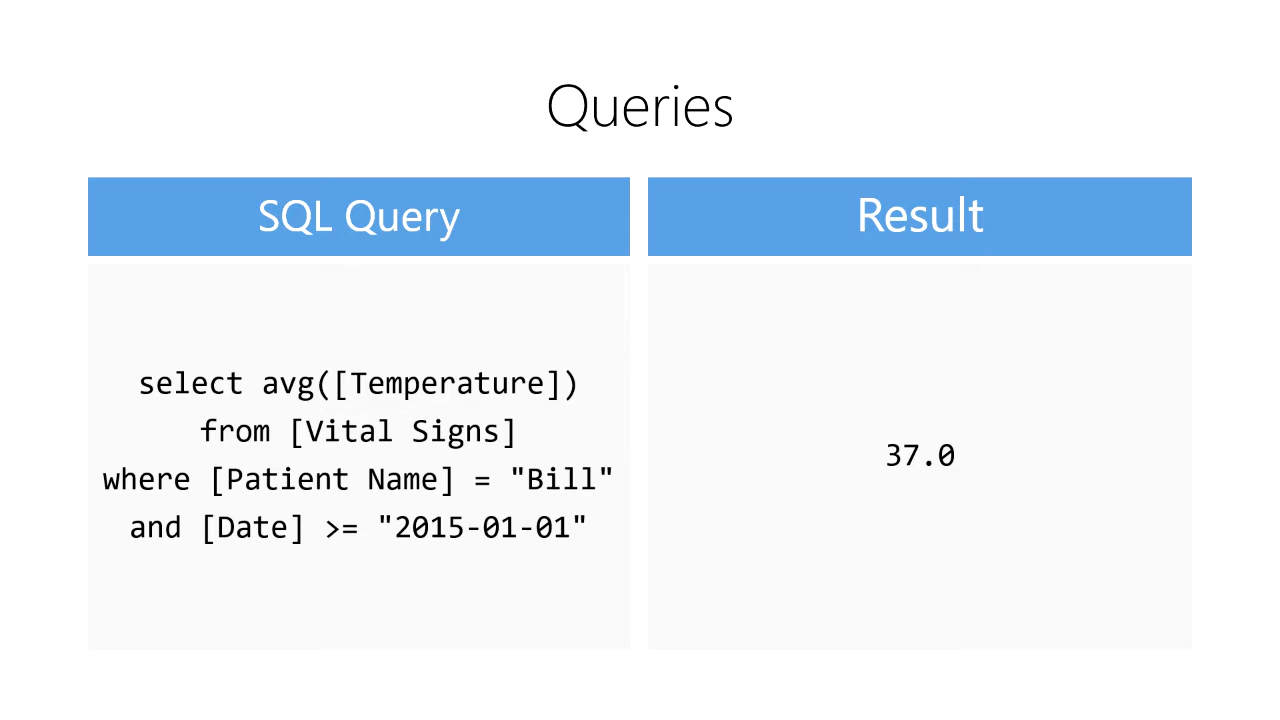 Queries
SQL Query
Result
select avg([Temperature])
from [Vital Signs]
where [Patient Name] = "Bill"
and [Date] >= "2015-01-01"
37.0